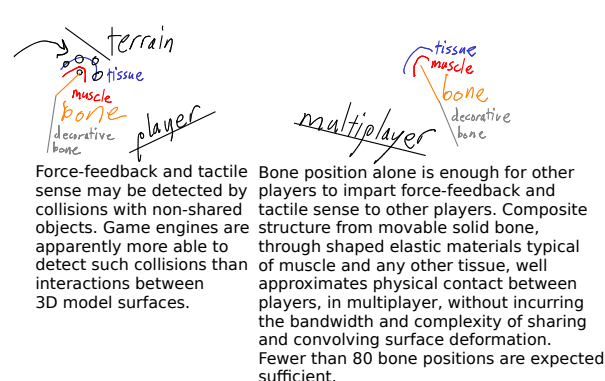 terrain
tissue
muscle
bone
decorative
bone
player
Force-feedback and tactile
sense may be detected by
collisions with non-shared
objects. Game engines are
apparently more able to
detect such collisions than
interactions between
3D model surfaces.
tissue
muscle
bone
decorative
bone
multiplayer
Bone position alone is enough for other
players to impart force-feedback and
tactile sense to other players. Composite
structure from movable solid bone,
through shaped elastic materials typical
of muscle and any other tissue, well
approximates physical contact between
players, in multiplayer, without incurring
the bandwidth and complexity of sharing
and convolving surface deformation.
Fewer than 80 bone positions are expected
sufficient.